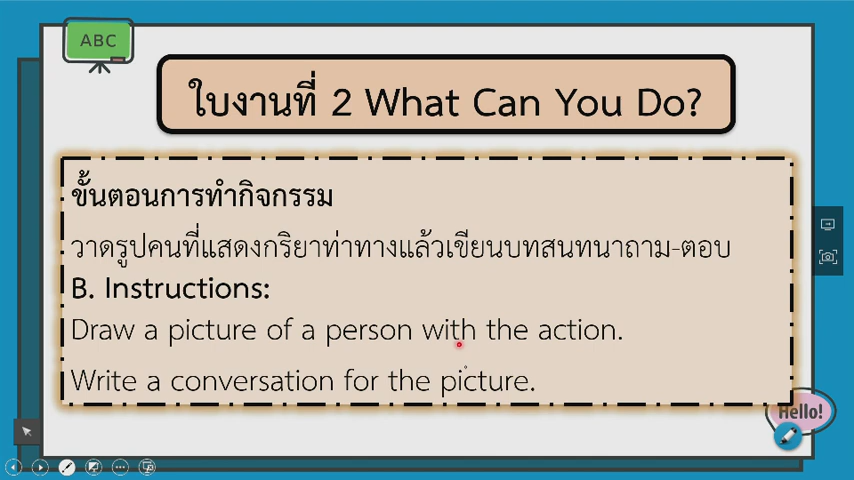 ABC
ใบงานที่ 2 What Can You Do?
ขั้นตอนการทำกิจกรรม
วาดรูปคนที่แสดงกริยาท่าทางแล้วเขียนบทสนทนาถาม-ตอบ
B. Instructions:
Draw a picture of a person with the action.
Write a conversation for the picture.
Hello!